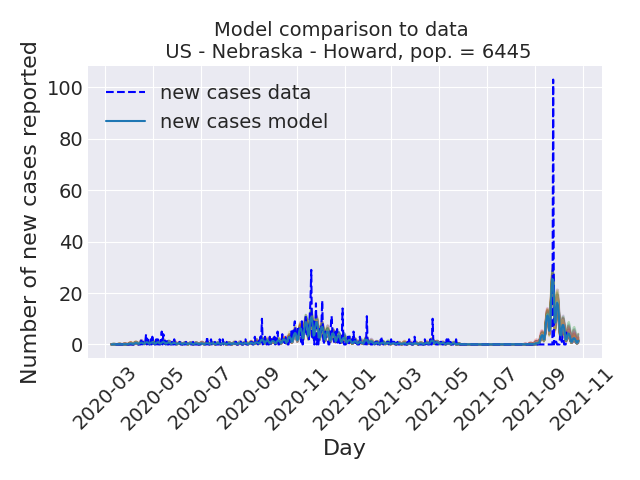 Model comparison to data
US - Nebraska - Howard, pop. = 6445
Number of new cases reported
100
80
60
40
20
0
new cases data
new cases model
2020-03
2020-05
2020-07
2020-09
2020-11
2021-01
2021-03
2021-05
2021-07
2021-09
2021-11
Day